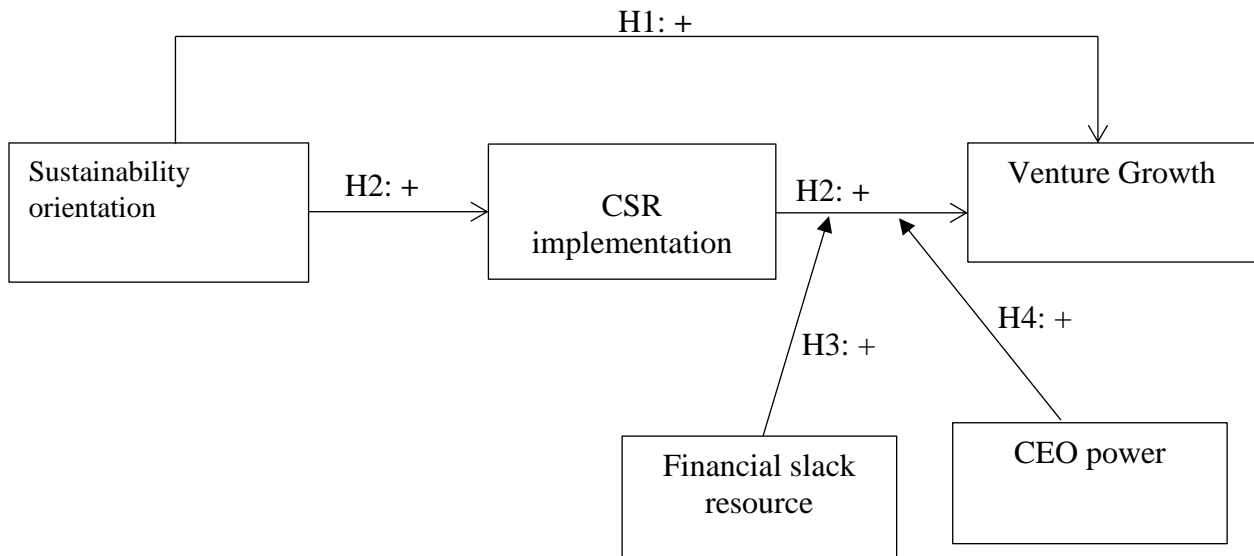 H1: +
Sustainability
orientation
H2: +
CSR
implementation
H2: +
Venture Growth
H3: +
H4: +
Financial slack
resource
CEO power